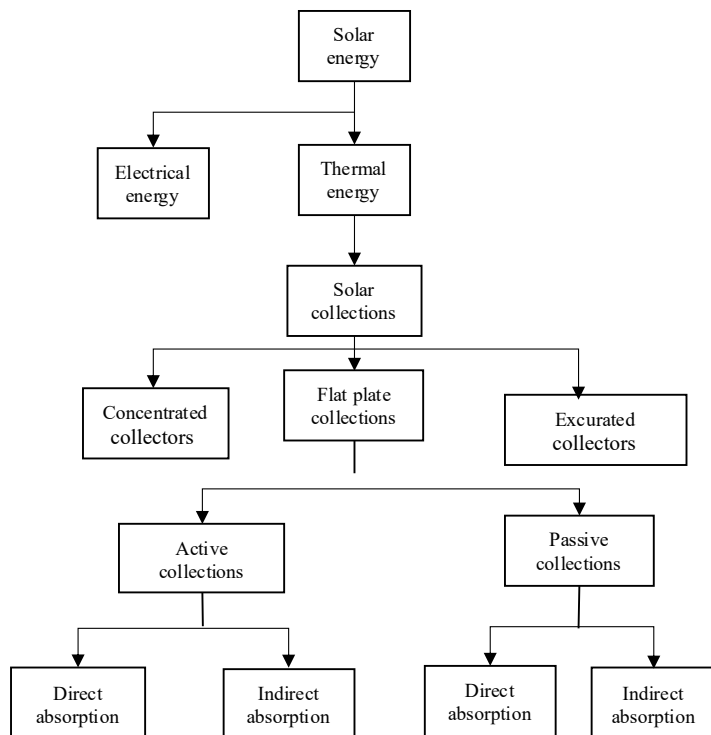 Solar
energy
Electrical
energy
Thermal
energy
Solar
collections
Concentrated
collectors
Flat plate
collections
Excurated
collectors
Active
collections
Passive
collections
Direct
absorption
Indirect
absorption
Direct
absorption
Indirect
absorption